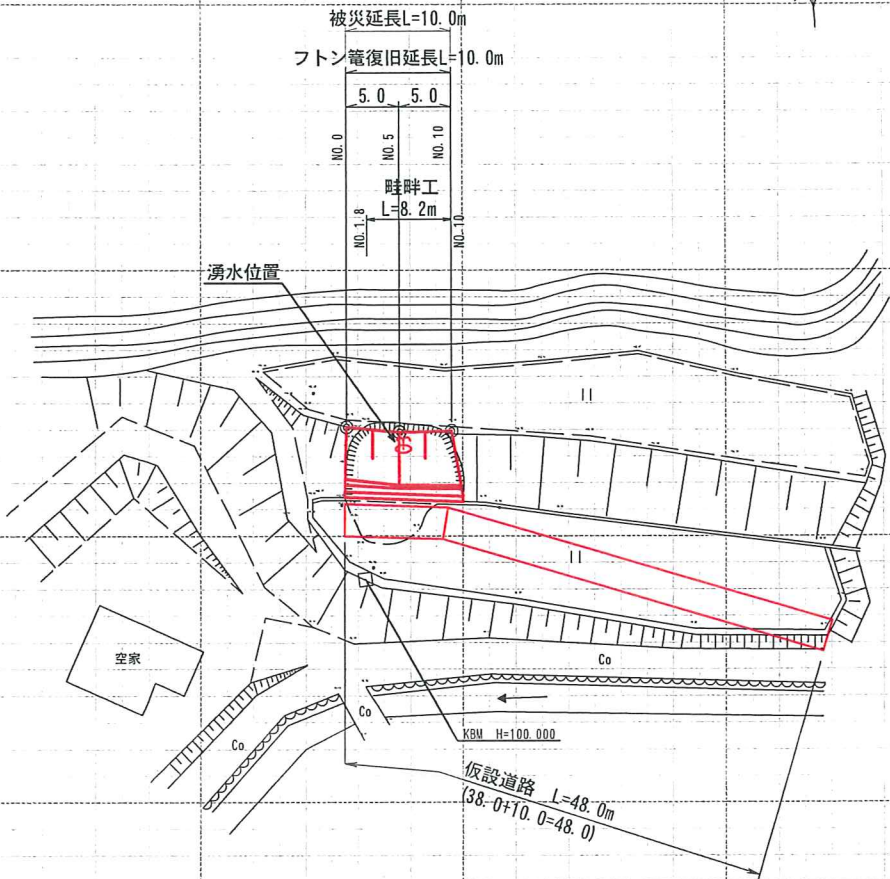 被災延長L=10.0m
フトン篭復旧延長L=10.0m
5.0 5.0
NO.0
NO.5
NO.10
畦畔工
L=8.2m
NO.1.8
NO.10
湧水位置
空家
Co
Co
Co
KBM H=100.000
仮設道路 L=48.0m
(38.0+10.0=48.0)